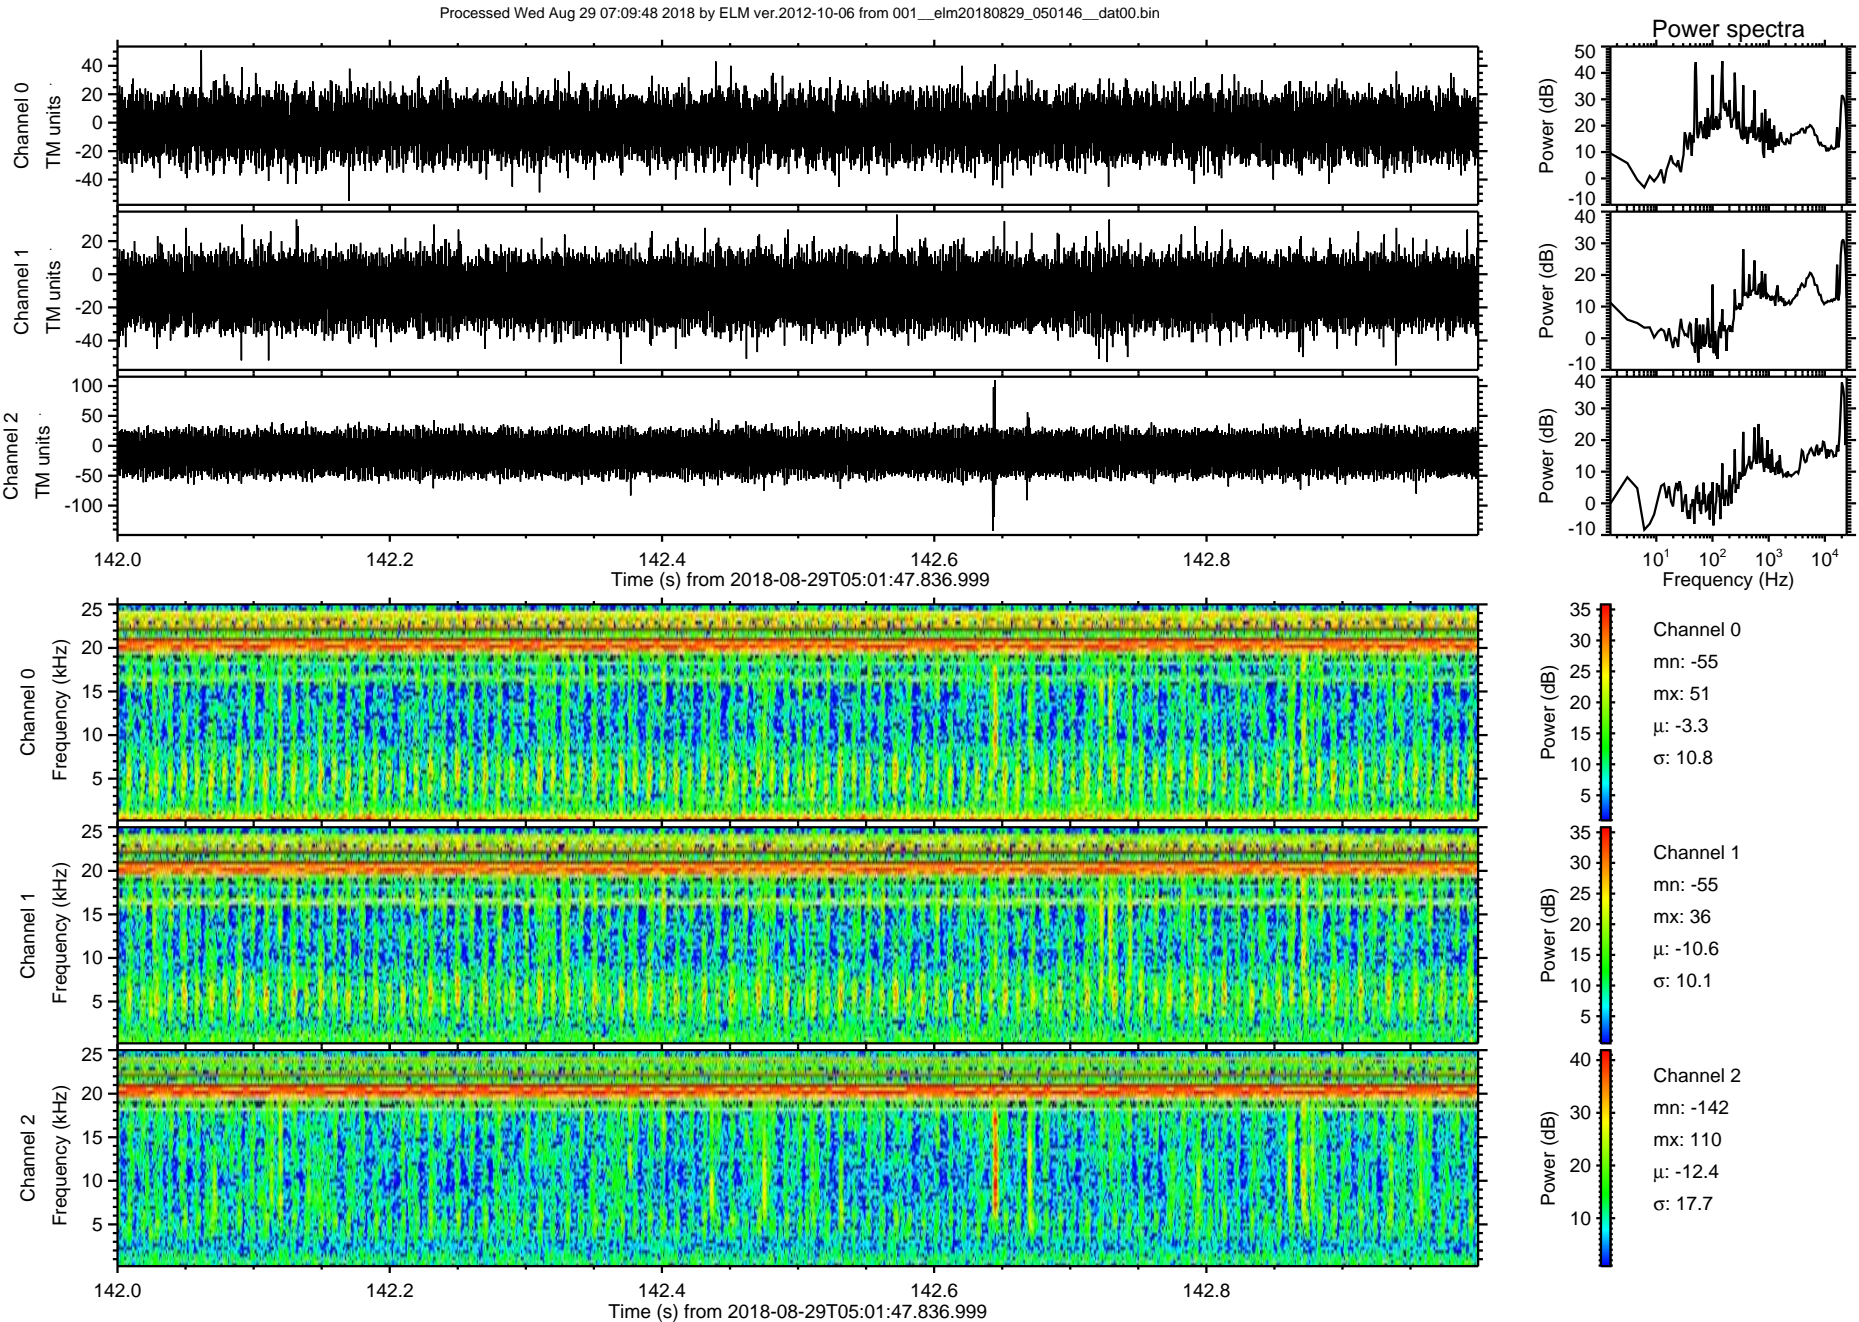 Processed Wed Aug 29 07:09:48 2018 by ELM ver.2012-10-06 from 001__elm20180829_050146__dat00.bin
Power spectra
Channel 0
TM units
40
20
0
-20
-40
Power (dB)
50
40
30
20
10
0
-10
Channel 1
TM units
20
0
-20
-40
Power (dB)
40
30
20
10
0
-10
Channel 2
TM units
100
50
0
-50
-100
Power (dB)
40
30
20
10
0
-10
142.0 142.2 142.4 142.6 142.8
Time (s) from 2018-08-29T05:01:47.836.999
10^1 10^2 10^3 10^4
Frequency (Hz)
Channel 0
Frequency (kHz)
25
20
15
10
5
Power (dB)
35
30
25
20
15
10
5
Channel 0
mn: -55
mx: 51
μ: -3.3
σ: 10.8
Channel 1
Frequency (kHz)
25
20
15
10
5
Power (dB)
35
30
25
20
15
10
5
Channel 1
mn: -55
mx: 36
μ: -10.6
σ: 10.1
Channel 2
Frequency (kHz)
25
20
15
10
5
Power (dB)
40
30
20
10
Channel 2
mn: -142
mx: 110
μ: -12.4
σ: 17.7
142.0 142.2 142.4 142.6 142.8
Time (s) from 2018-08-29T05:01:47.836.999